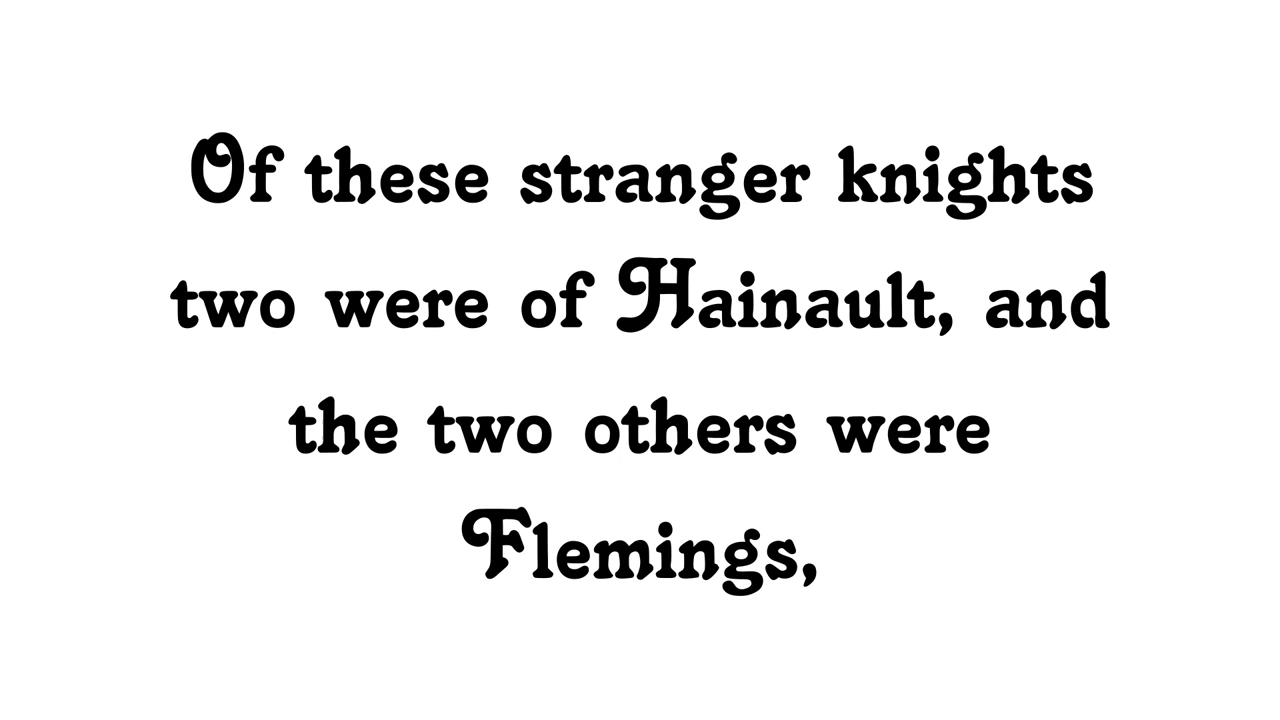 Of these stranger knights
two were of Hainault, and
the two others were
Flemings,